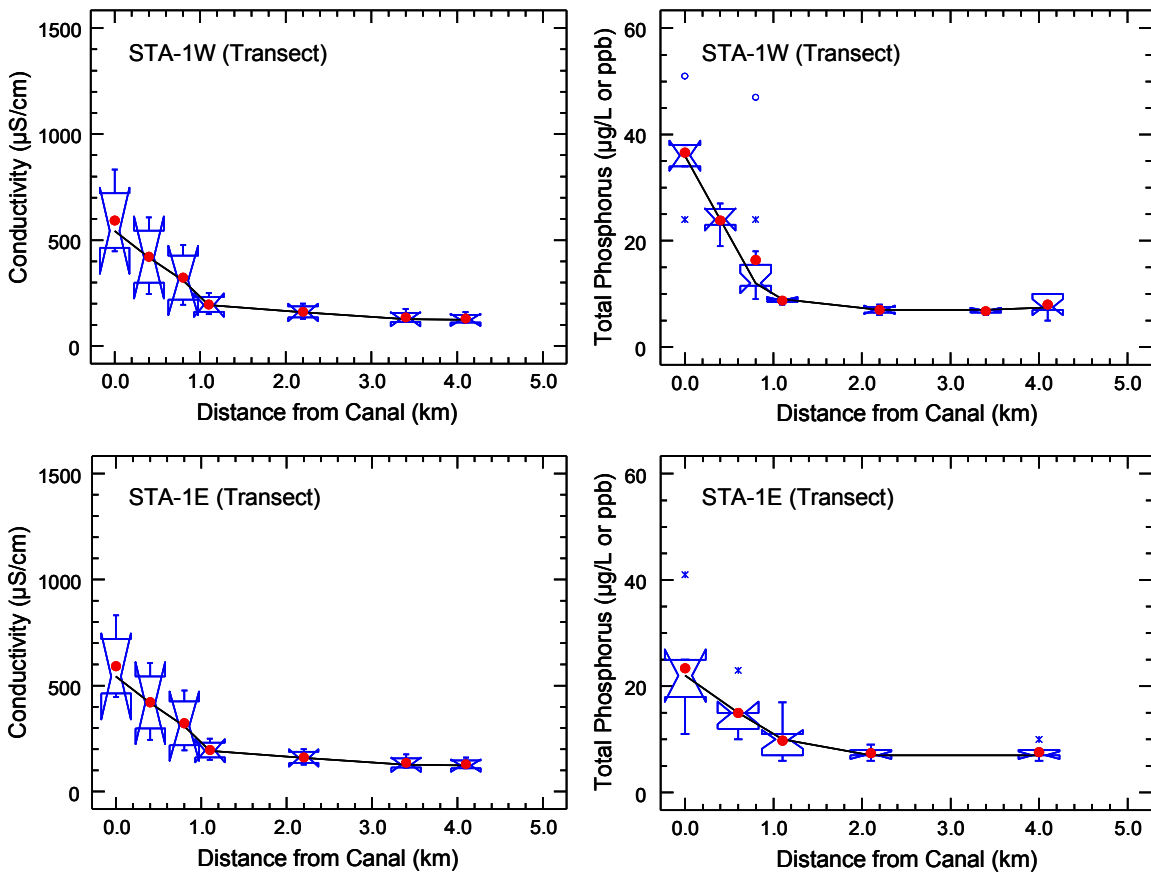 1500
1000
500
0
Conductivity (µS/cm)
STA-1W (Transect)
0.0 1.0 2.0 3.0 4.0 5.0
Distance from Canal (km)
60
40
20
0
Total Phosphorus (µg/L or ppb)
STA-1W (Transect)
0.0 1.0 2.0 3.0 4.0 5.0
Distance from Canal (km)
1500
1000
500
0
Conductivity (µS/cm)
STA-1E (Transect)
0.0 1.0 2.0 3.0 4.0 5.0
Distance from Canal (km)
60
40
20
0
Total Phosphorus (µg/L or ppb)
STA-1E (Transect)
0.0 1.0 2.0 3.0 4.0 5.0
Distance from Canal (km)